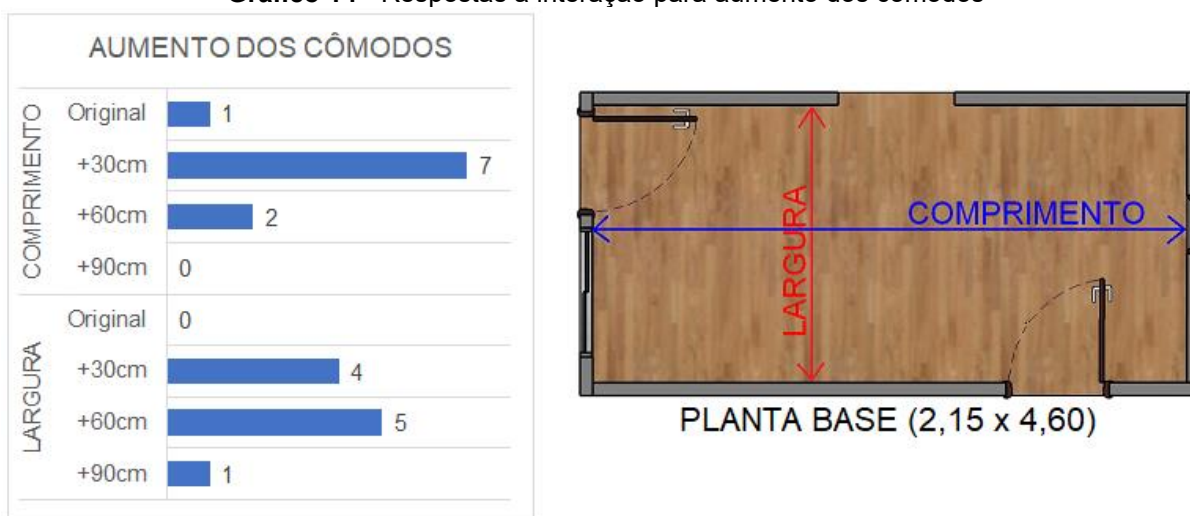 AUMENTO DOS CÔMODOS
COMPRIMENTO
Original 1
+30cm 7
+60cm 2
+90cm 0
LARGURA
Original 0
+30cm 4
+60cm 5
+90cm 1
LARGURA
COMPRIMENTO
PLANTA BASE (2,15 x 4,60)